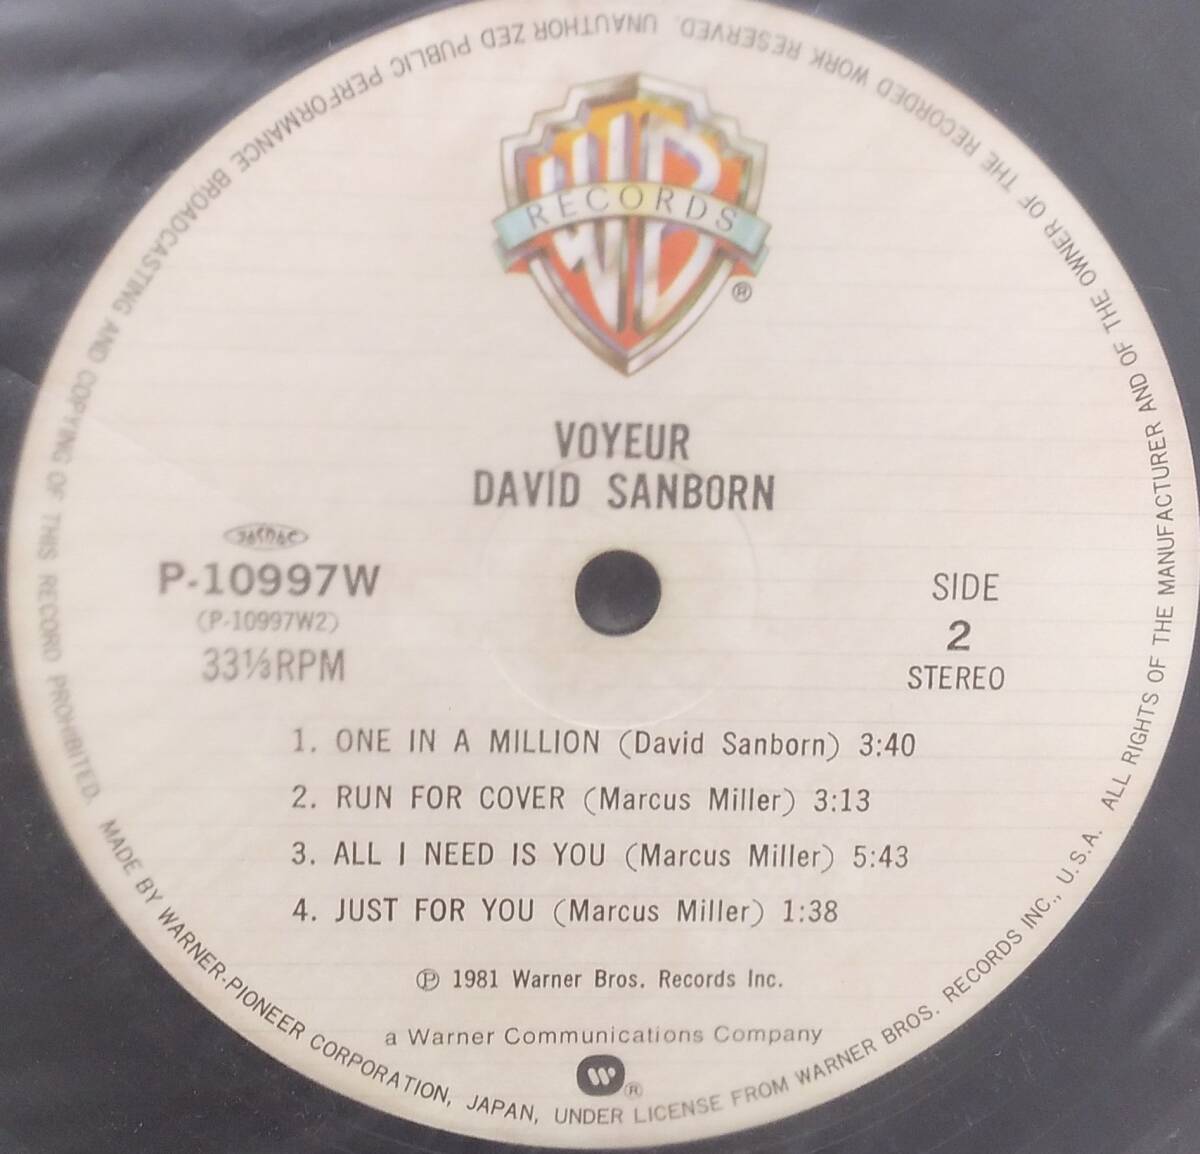 WB
RECORDS
®
VOYEUR
DAVID SANBORN
JASRAC
P-10997W
(P-10997W2)
33⅓RPM
SIDE
2
STEREO
1. ONE IN A MILLION (David Sanborn) 3:40
2. RUN FOR COVER (Marcus Miller) 3:13
3. ALL I NEED IS YOU (Marcus Miller) 5:43
4. JUST FOR YOU (Marcus Miller) 1:38
℗ 1981 Warner Bros. Records Inc.
a Warner Communications Company
®
MADE BY WARNER-PIONEER CORPORATION, JAPAN, UNDER LICENSE FROM WARNER BROS. RECORDS INC., U.S.A. ALL RIGHTS OF THE MANUFACTURER AND OF THE OWNER OF THE RECORDED WORK RESERVED. UNAUTHOR ZED PUBLIC PERFORMANCE BROADCASTING AND COPYING OF THIS RECORD PROHIBITED.